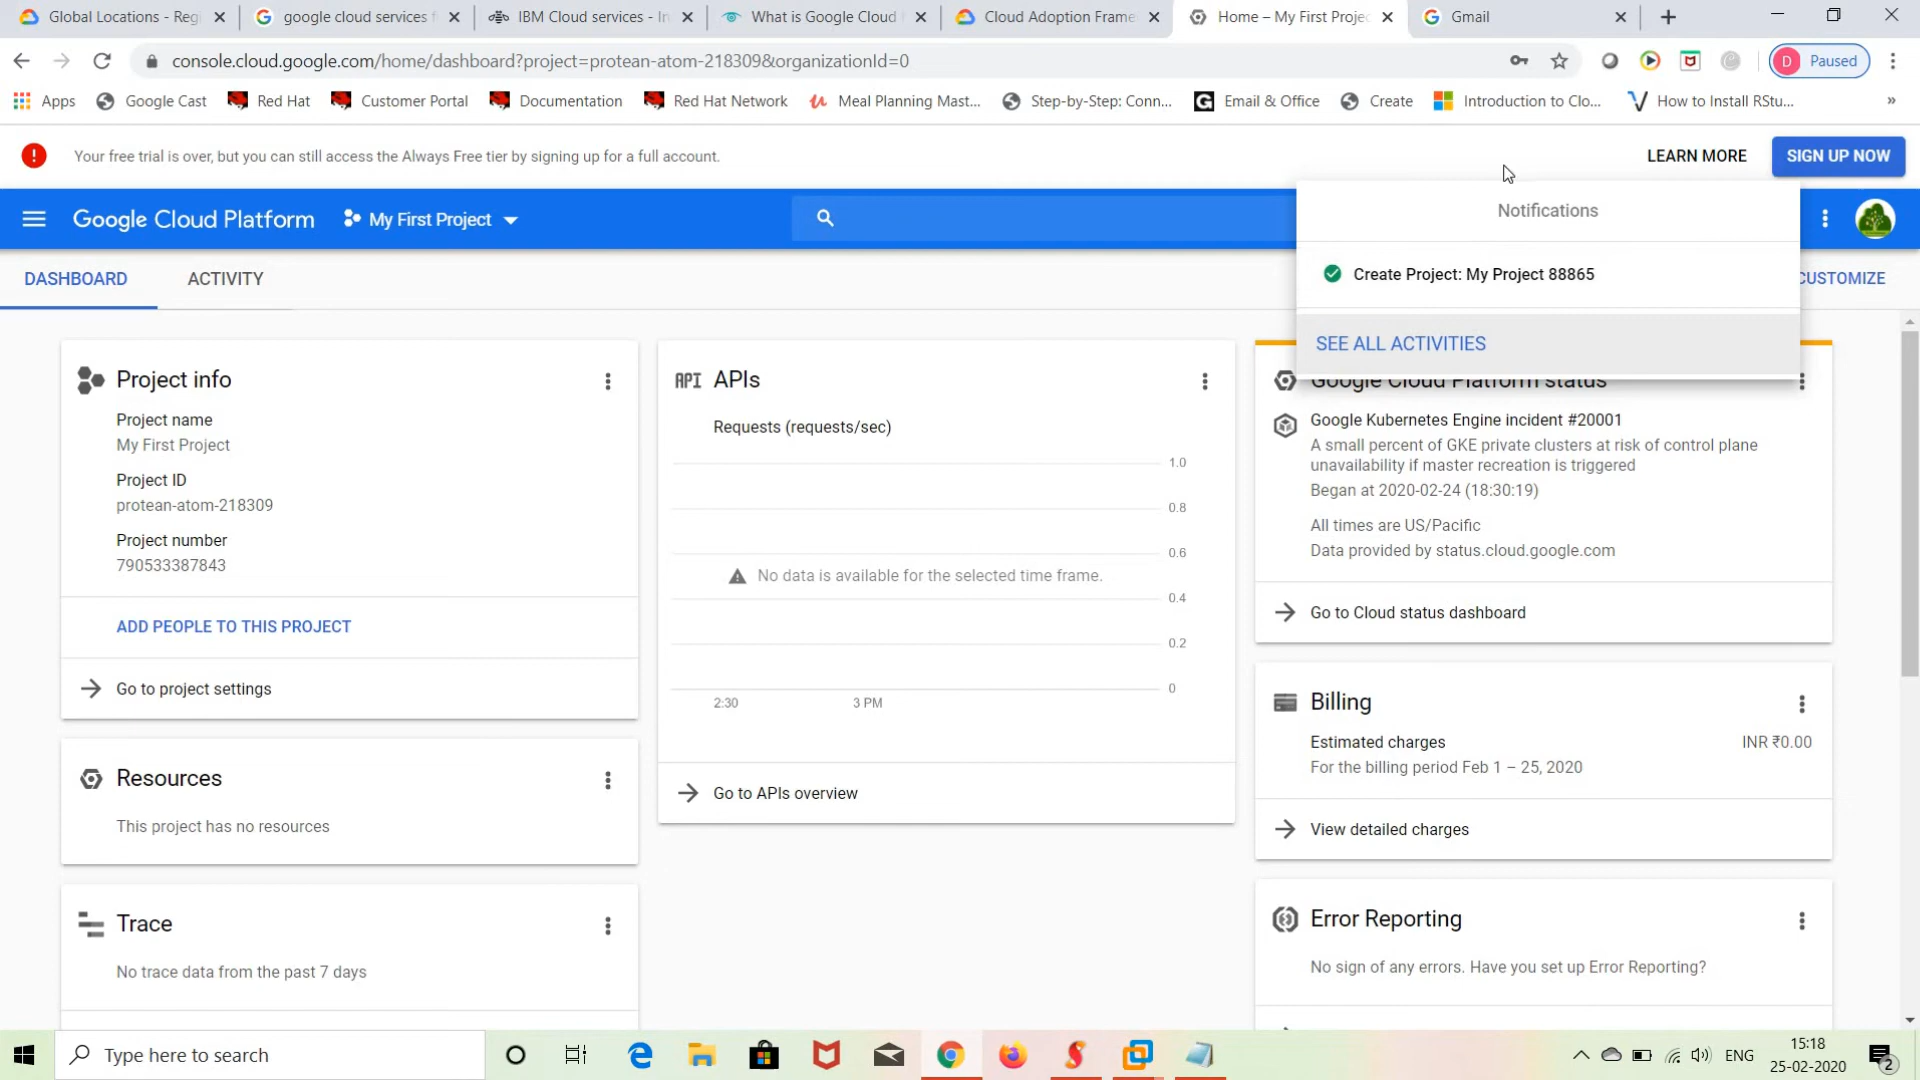 Global Locations - Reg
google cloud services f
IBM Cloud services - In
What is Google Cloud
Cloud Adoption Frame
Home – My First Projec
Gmail
console.cloud.google.com/home/dashboard?project=protean-atom-218309&organizationId=0
D Paused
Apps
Google Cast
Red Hat
Customer Portal
Documentation
Red Hat Network
Meal Planning Mast...
Step-by-Step: Conn...
Email & Office
Create
Introduction to Clo...
How to Install RStu...
»
Your free trial is over, but you can still access the Always Free tier by signing up for a full account.
LEARN MORE
SIGN UP NOW
Google Cloud Platform
My First Project
Notifications
DASHBOARD
ACTIVITY
Create Project: My Project 88865
CUSTOMIZE
SEE ALL ACTIVITIES
Project info
Project name
My First Project
Project ID
protean-atom-218309
Project number
790533387843
ADD PEOPLE TO THIS PROJECT
Go to project settings
Resources
This project has no resources
Trace
No trace data from the past 7 days
API APIs
Requests (requests/sec)
1.0
0.8
0.6
No data is available for the selected time frame.
0.4
0.2
0
2:30
3 PM
Go to APIs overview
Google Cloud Platform status
Google Kubernetes Engine incident #20001
A small percent of GKE private clusters at risk of control plane
unavailability if master recreation is triggered
Began at 2020-02-24 (18:30:19)
All times are US/Pacific
Data provided by status.cloud.google.com
Go to Cloud status dashboard
Billing
Estimated charges
INR ₹0.00
For the billing period Feb 1 – 25, 2020
View detailed charges
Error Reporting
No sign of any errors. Have you set up Error Reporting?
Type here to search
ENG
15:18
25-02-2020
2